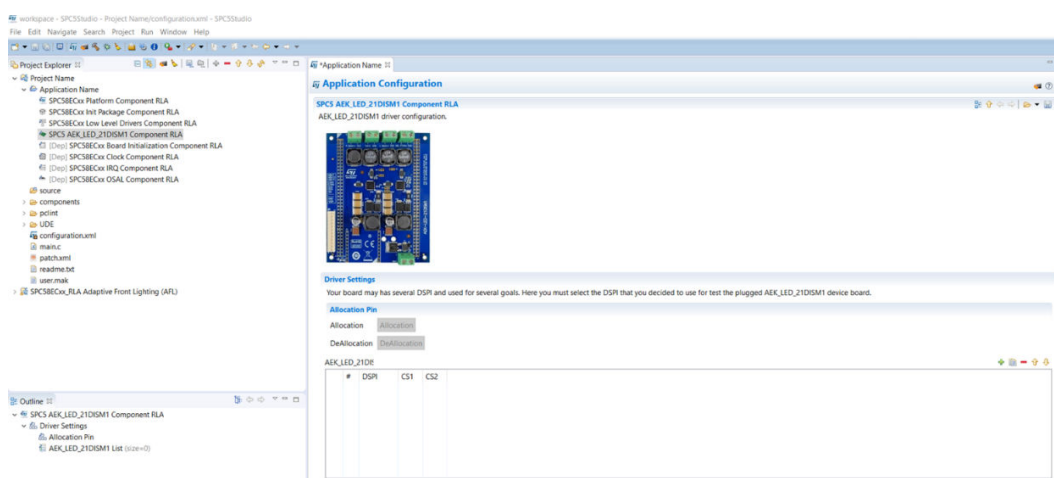 workspace - SPC5Studio - Project Name/configuration.xml - SPC5Studio
File Edit Navigate Search Project Run Window Help
Project Explorer
Project Name
Application Name
SPC58ECxx Platform Component RLA
SPC58ECxx Init Package Component RLA
SPC58ECxx Low Level Drivers Component RLA
SPC5 AEK_LED_21DISM1 Component RLA
[Dep] SPC58ECxx Board Initialization Component RLA
[Dep] SPC58ECxx Clock Component RLA
[Dep] SPC58ECxx IRQ Component RLA
[Dep] SPC58ECxx OSAL Component RLA
source
components
pclint
UDE
configuration.xml
main.c
patch.xml
readme.txt
user.mak
SPC58ECxx_RLA Adaptive Front Lighting (AFL)
Outline
SPC5 AEK_LED_21DISM1 Component RLA
Driver Settings
Allocation Pin
AEK_LED_21DISM1 List (size=0)
*Application Name
Application Configuration
SPC5 AEK_LED_21DISM1 Component RLA
AEK_LED_21DISM1 driver configuration.
Driver Settings
Your board may has several DSPI and used for several goals. Here you must select the DSPI that you decided to use for test the plugged AEK_LED_21DISM1 device board.
Allocation Pin
Allocation Allocation
DeAllocation DeAllocation
# DSPI CS1 CS2